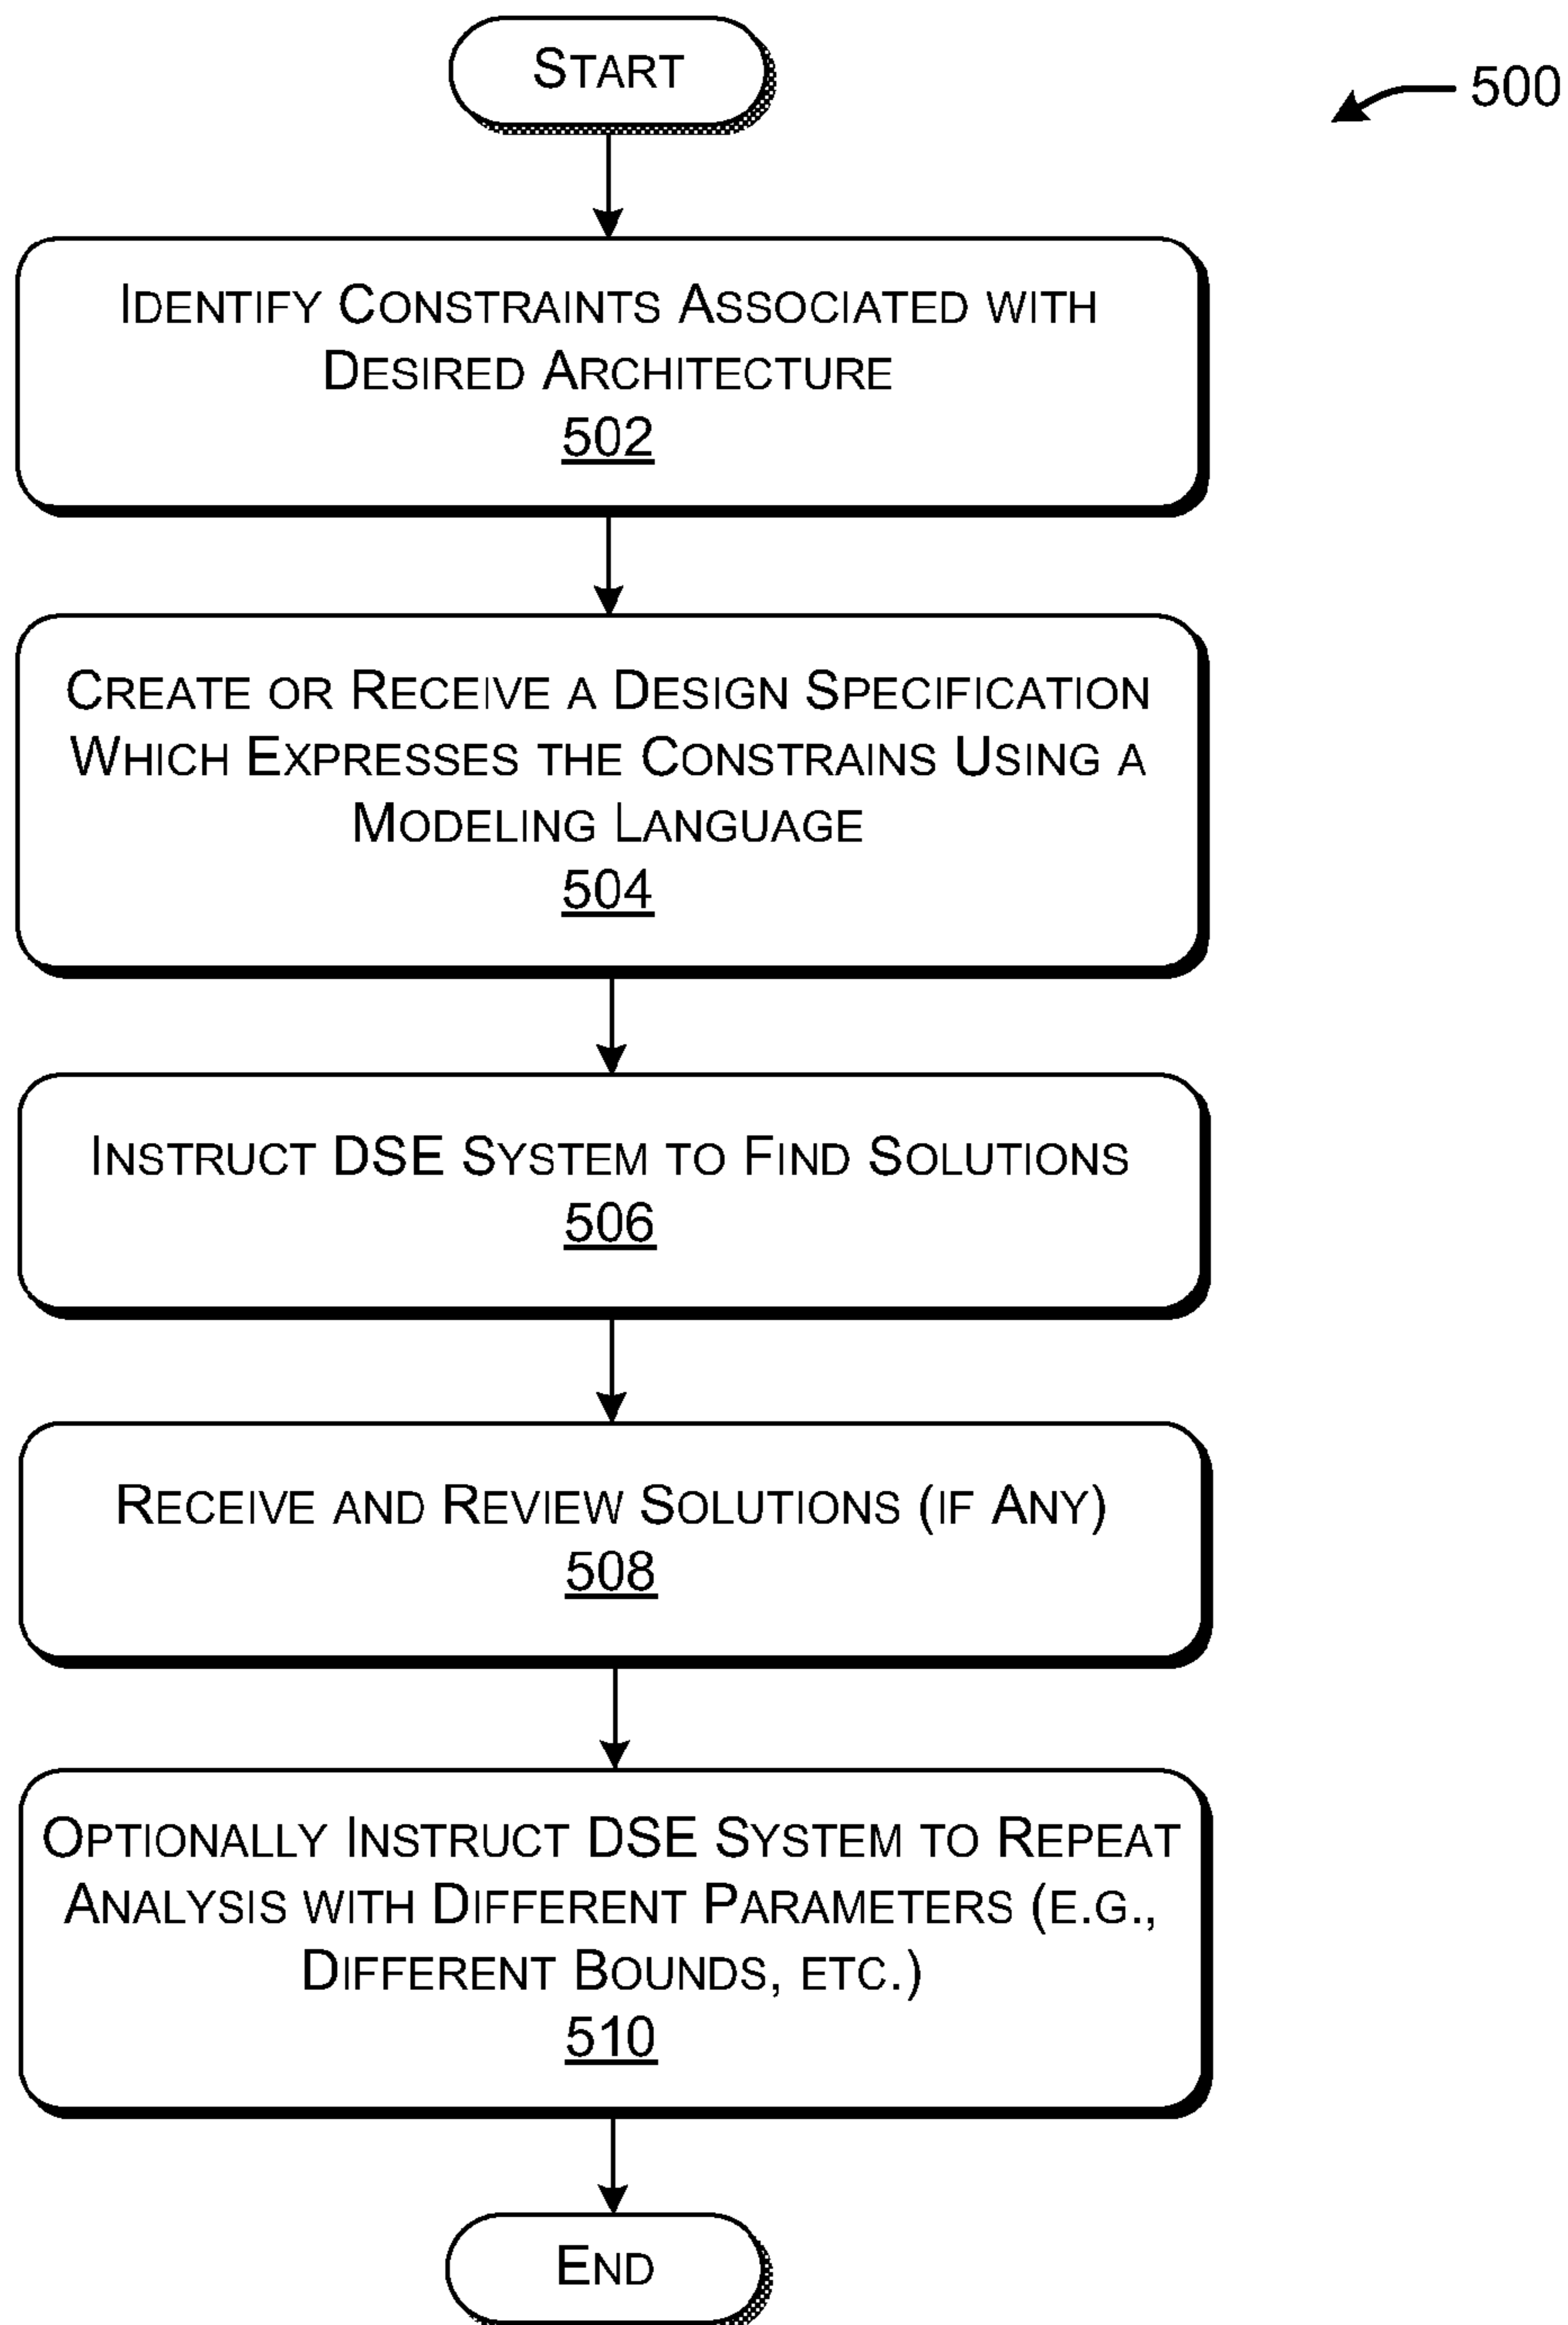 START
500
IDENTIFY CONSTRAINTS ASSOCIATED WITH
DESIRED ARCHITECTURE
502
CREATE OR RECEIVE A DESIGN SPECIFICATION
WHICH EXPRESSES THE CONSTRAINS USING A
MODELING LANGUAGE
504
INSTRUCT DSE SYSTEM TO FIND SOLUTIONS
506
RECEIVE AND REVIEW SOLUTIONS (IF ANY)
508
OPTIONALLY INSTRUCT DSE SYSTEM TO REPEAT
ANALYSIS WITH DIFFERENT PARAMETERS (E.G.,
DIFFERENT BOUNDS, ETC.)
510
END